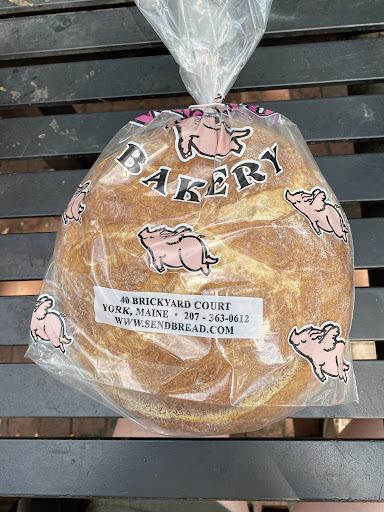 BAKERY
40 BRICKYARD COURT
YORK, MAINE • 207 - 363-0612
WWW.SENDBREAD.COM